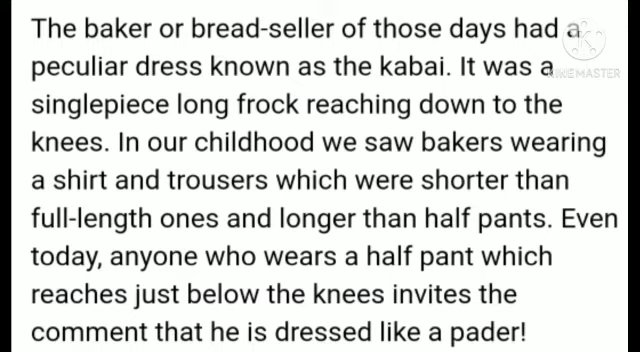 The baker or bread-seller of those days had a
peculiar dress known as the kabai. It was a
singlepiece long frock reaching down to the
knees. In our childhood we saw bakers wearing
a shirt and trousers which were shorter than
full-length ones and longer than half pants. Even
today, anyone who wears a half pant which
reaches just below the knees invites the
comment that he is dressed like a pader!
KINEMASTER